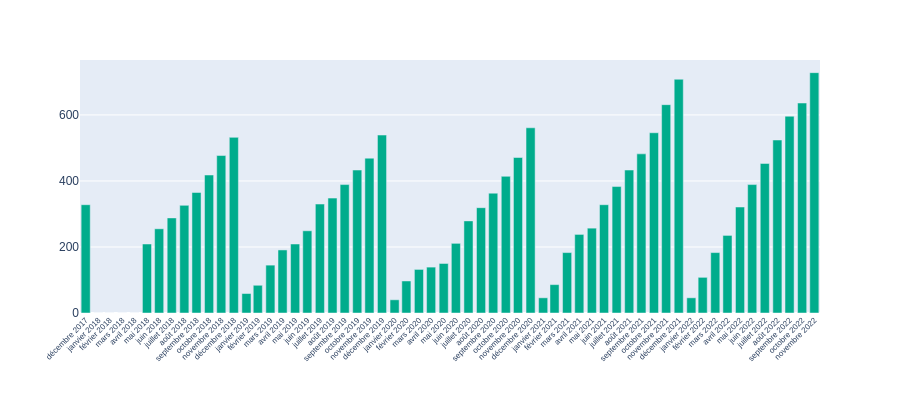 600
400
200
0
décembre 2017
janvier 2018
février 2018
mars 2018
avril 2018
mai 2018
juin 2018
juillet 2018
août 2018
septembre 2018
octobre 2018
novembre 2018
décembre 2018
janvier 2019
février 2019
mars 2019
avril 2019
mai 2019
juin 2019
juillet 2019
août 2019
septembre 2019
octobre 2019
novembre 2019
décembre 2019
janvier 2020
février 2020
mars 2020
avril 2020
mai 2020
juin 2020
juillet 2020
août 2020
septembre 2020
octobre 2020
novembre 2020
décembre 2020
janvier 2021
février 2021
mars 2021
avril 2021
mai 2021
juin 2021
juillet 2021
août 2021
septembre 2021
octobre 2021
novembre 2021
décembre 2021
janvier 2022
février 2022
mars 2022
avril 2022
mai 2022
juin 2022
juillet 2022
août 2022
septembre 2022
octobre 2022
novembre 2022